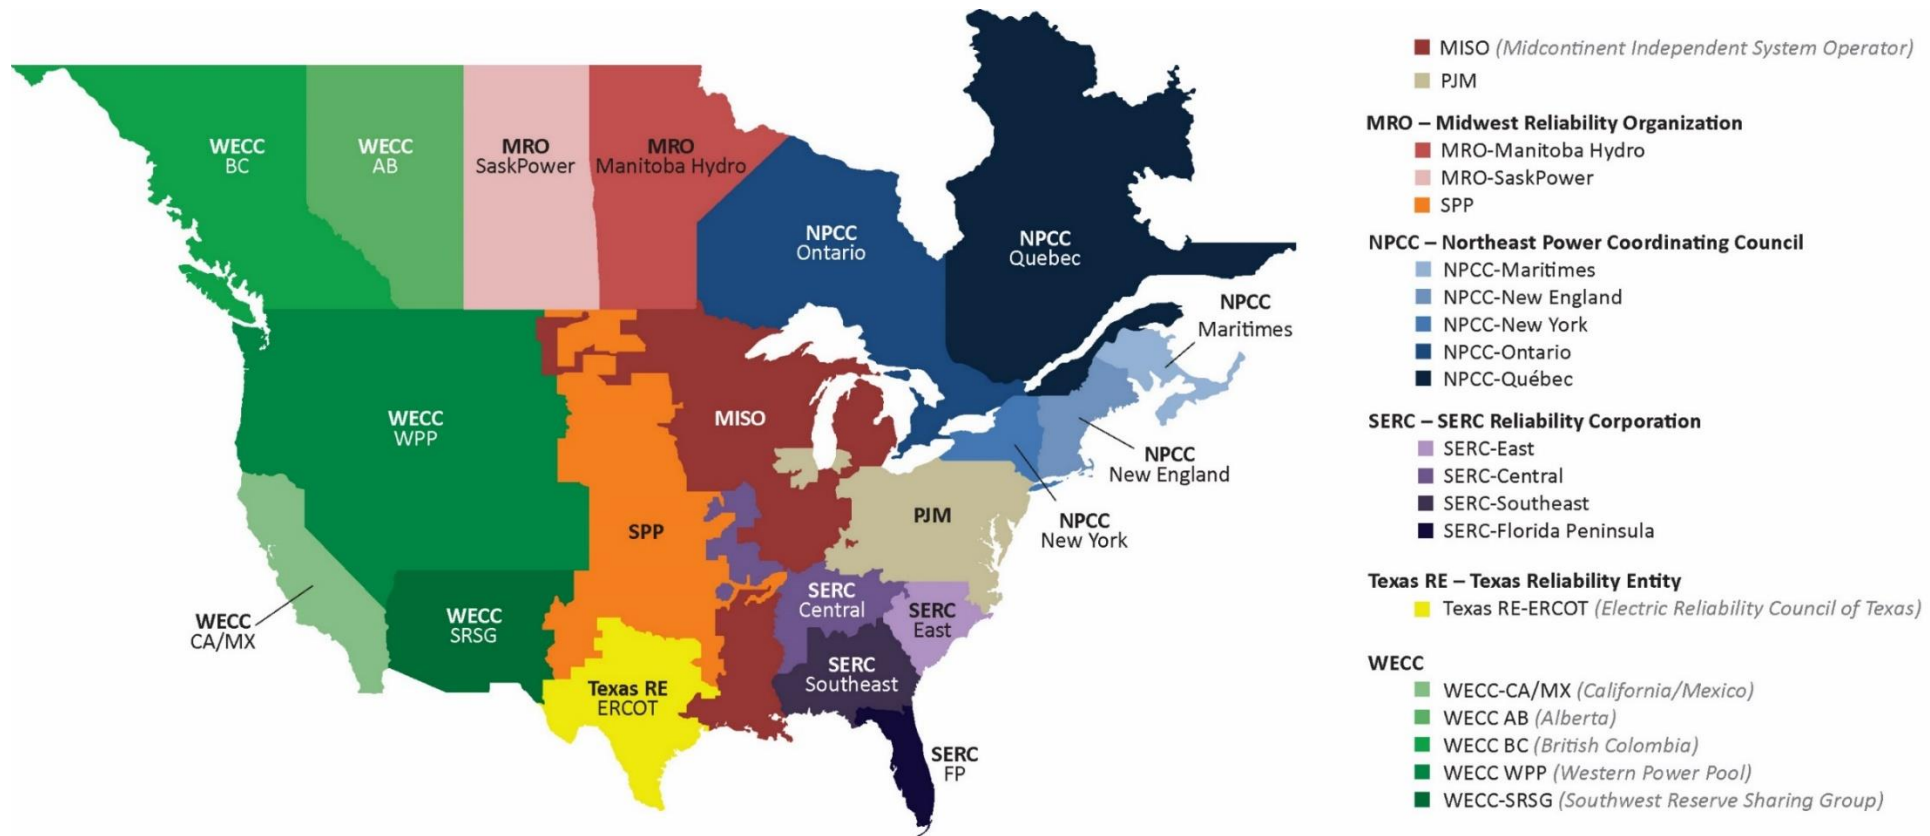 WECC
BC
WECC
AB
MRO
SaskPower
MRO
Manitoba Hydro
NPCC
Ontario
NPCC
Quebec
NPCC
Maritimes
WECC
WPP
MISO
NPCC
New England
SPP
PJM
NPCC
New York
WECC
CA/MX
WECC
SRSG
SERC
Central
SERC
East
SERC
Southeast
Texas RE
ERCOT
SERC
FP
MISO (Midcontinent Independent System Operator)
PJM
MRO – Midwest Reliability Organization
MRO-Manitoba Hydro
MRO-SaskPower
SPP
NPCC – Northeast Power Coordinating Council
NPCC-Maritimes
NPCC-New England
NPCC-New York
NPCC-Ontario
NPCC-Québec
SERC – SERC Reliability Corporation
SERC-East
SERC-Central
SERC-Southeast
SERC-Florida Peninsula
Texas RE – Texas Reliability Entity
Texas RE-ERCOT (Electric Reliability Council of Texas)
WECC
WECC-CA/MX (California/Mexico)
WECC AB (Alberta)
WECC BC (British Colombia)
WECC WPP (Western Power Pool)
WECC-SRSG (Southwest Reserve Sharing Group)